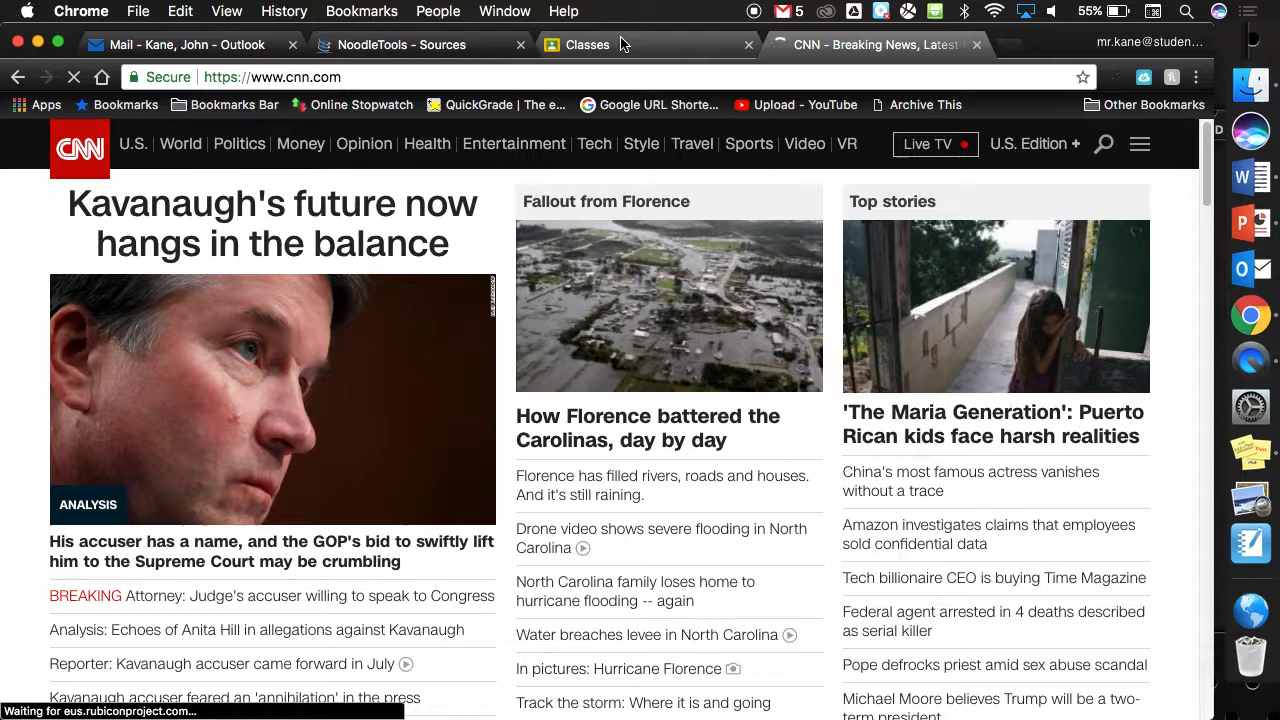 Chrome File Edit View History Bookmarks People Window Help 5 55%
Mail - Kane, John - Outlook NoodleTools - Sources Classes CNN - Breaking News, Latest mr.kane@studen...
Secure https://www.cnn.com
Apps Bookmarks Bookmarks Bar Online Stopwatch QuickGrade | The e... Google URL Shorte... Upload - YouTube Archive This Other Bookmarks
CNN U.S. World Politics Money Opinion Health Entertainment Tech Style Travel Sports Video VR Live TV U.S. Edition +
Kavanaugh's future now
hangs in the balance
ANALYSIS
His accuser has a name, and the GOP's bid to swiftly lift
him to the Supreme Court may be crumbling
BREAKING Attorney: Judge's accuser willing to speak to Congress
Analysis: Echoes of Anita Hill in allegations against Kavanaugh
Reporter: Kavanaugh accuser came forward in July
Kavanaugh accuser feared an 'annihilation' in the press
Fallout from Florence
How Florence battered the
Carolinas, day by day
Florence has filled rivers, roads and houses.
And it's still raining.
Drone video shows severe flooding in North
Carolina
North Carolina family loses home to
hurricane flooding -- again
Water breaches levee in North Carolina
In pictures: Hurricane Florence
Track the storm: Where it is and going
Top stories
'The Maria Generation': Puerto
Rican kids face harsh realities
China's most famous actress vanishes
without a trace
Amazon investigates claims that employees
sold confidential data
Tech billionaire CEO is buying Time Magazine
Federal agent arrested in 4 deaths described
as serial killer
Pope defrocks priest amid sex abuse scandal
Michael Moore believes Trump will be a two-
term president
Waiting for eus.rubiconproject.com...